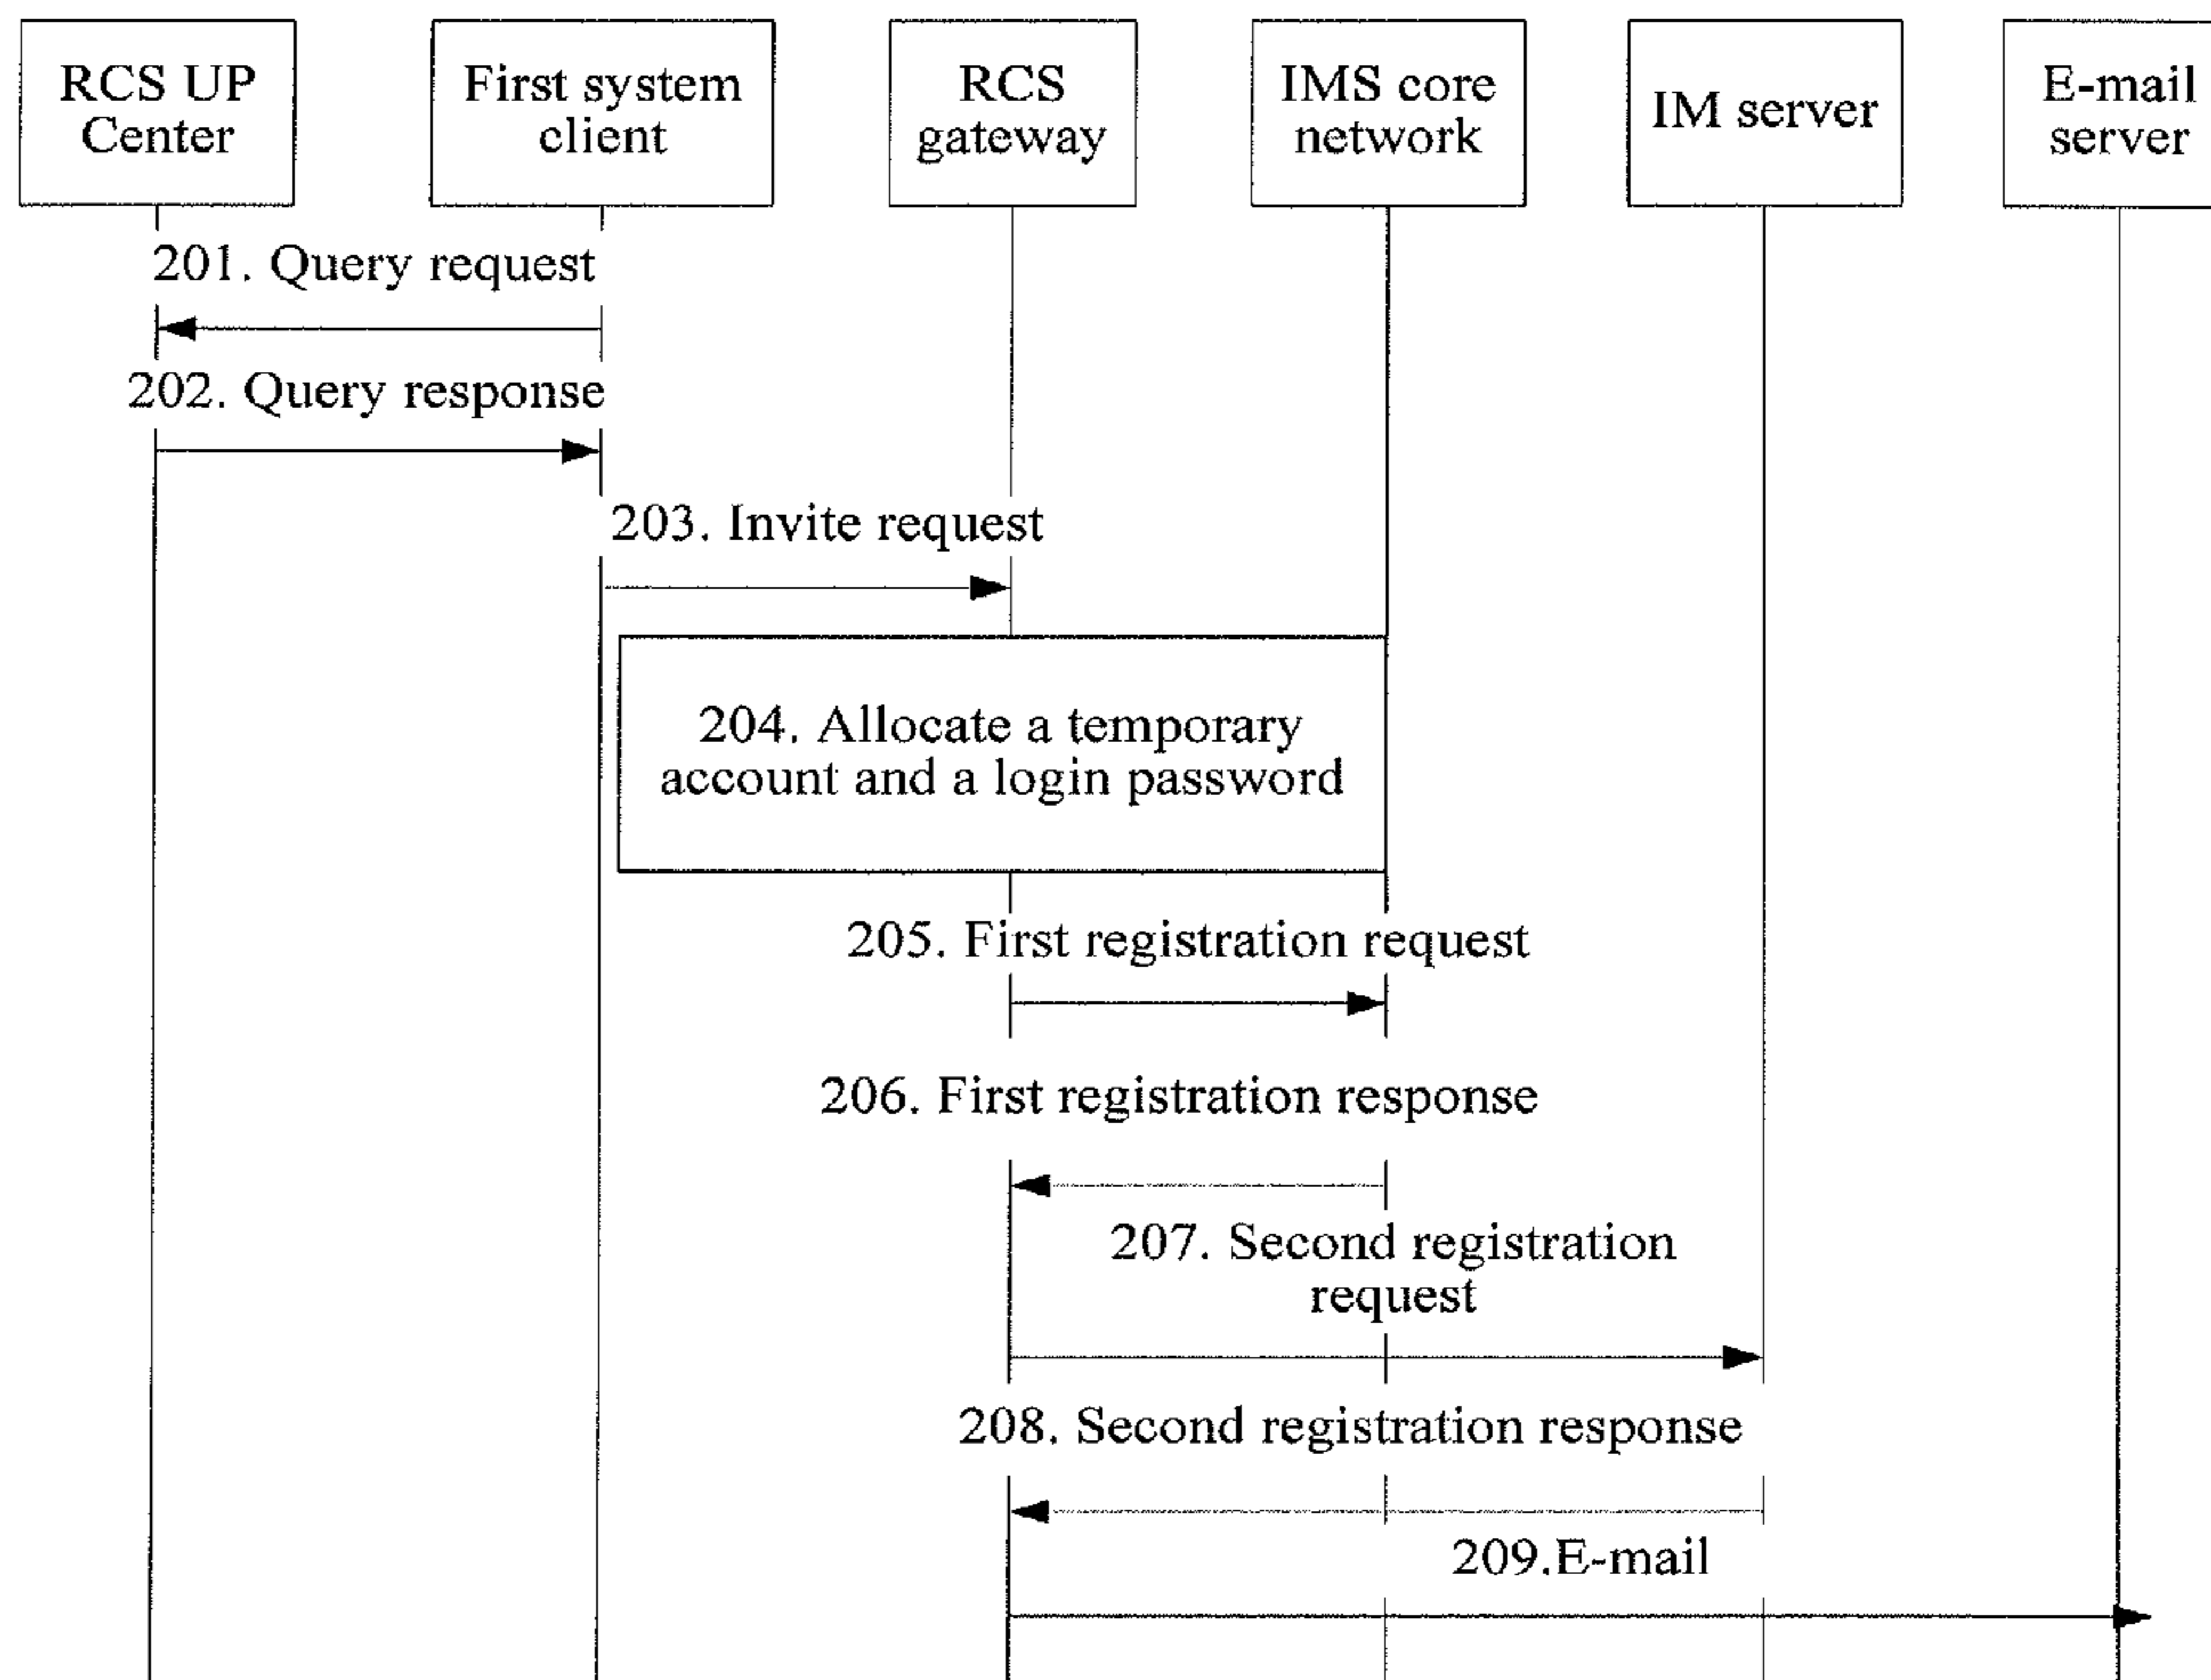 RCS UP
Center
First system
client
RCS
gateway
IMS core
network
IM server
E-mail
server
201. Query request
202. Query response
203. Invite request
204. Allocate a temporary
account and a login password
205. First registration request
206. First registration response
207. Second registration
request
208. Second registration response
209.E-mail